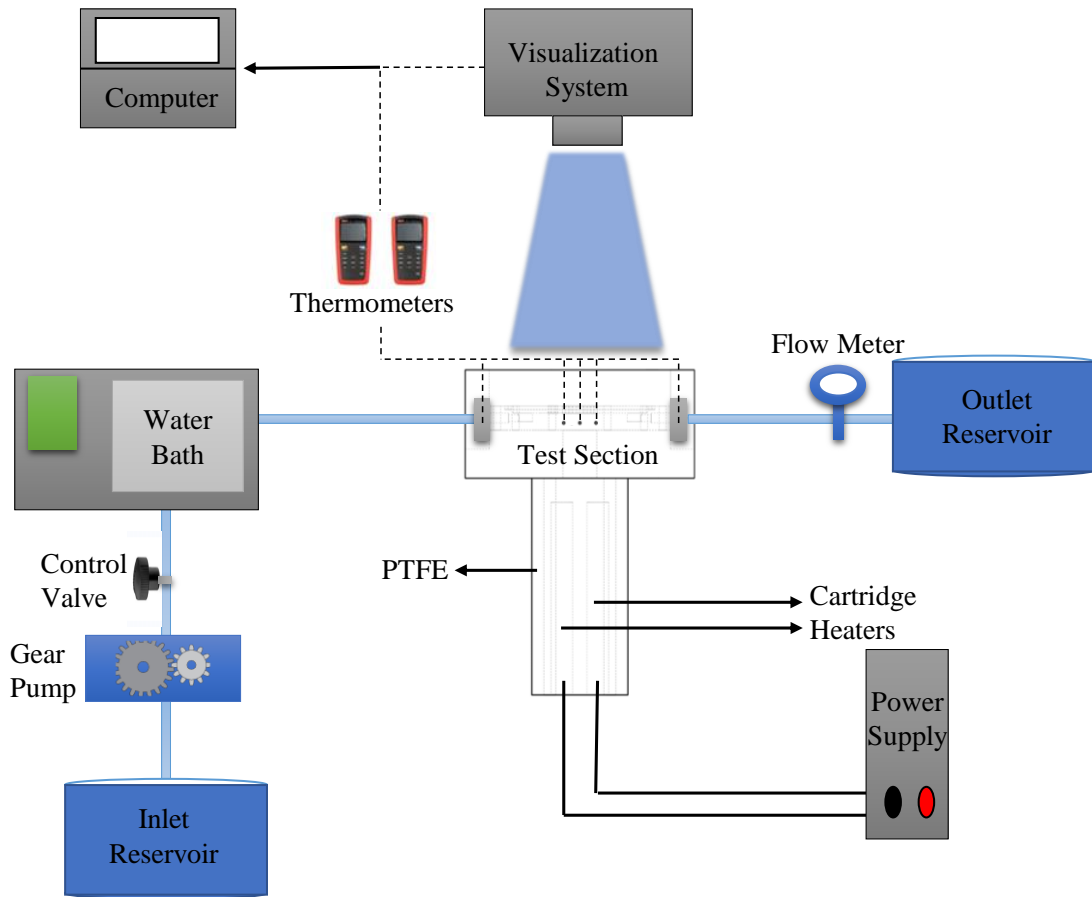 Computer
Visualization
System
Thermometers
Flow Meter
Water
Bath
Test Section
Outlet
Reservoir
Control
Valve
PTFE
Cartridge
Heaters
Gear
Pump
Power
Supply
Inlet
Reservoir